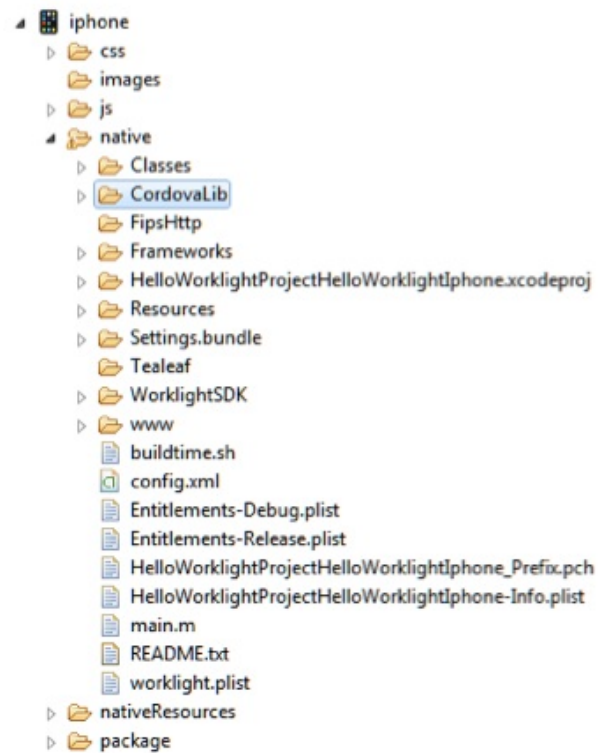 iphone
css
images
js
native
Classes
CordovaLib
FipsHttp
Frameworks
HelloWorklightProjectHelloWorklightIphone.xcodeproj
Resources
Settings.bundle
Tealeaf
WorklightSDK
www
buildtime.sh
config.xml
Entitlements-Debug.plist
Entitlements-Release.plist
HelloWorklightProjectHelloWorklightIphone_Prefix.pch
HelloWorklightProjectHelloWorklightIphone-Info.plist
main.m
README.txt
worklight.plist
nativeResources
package